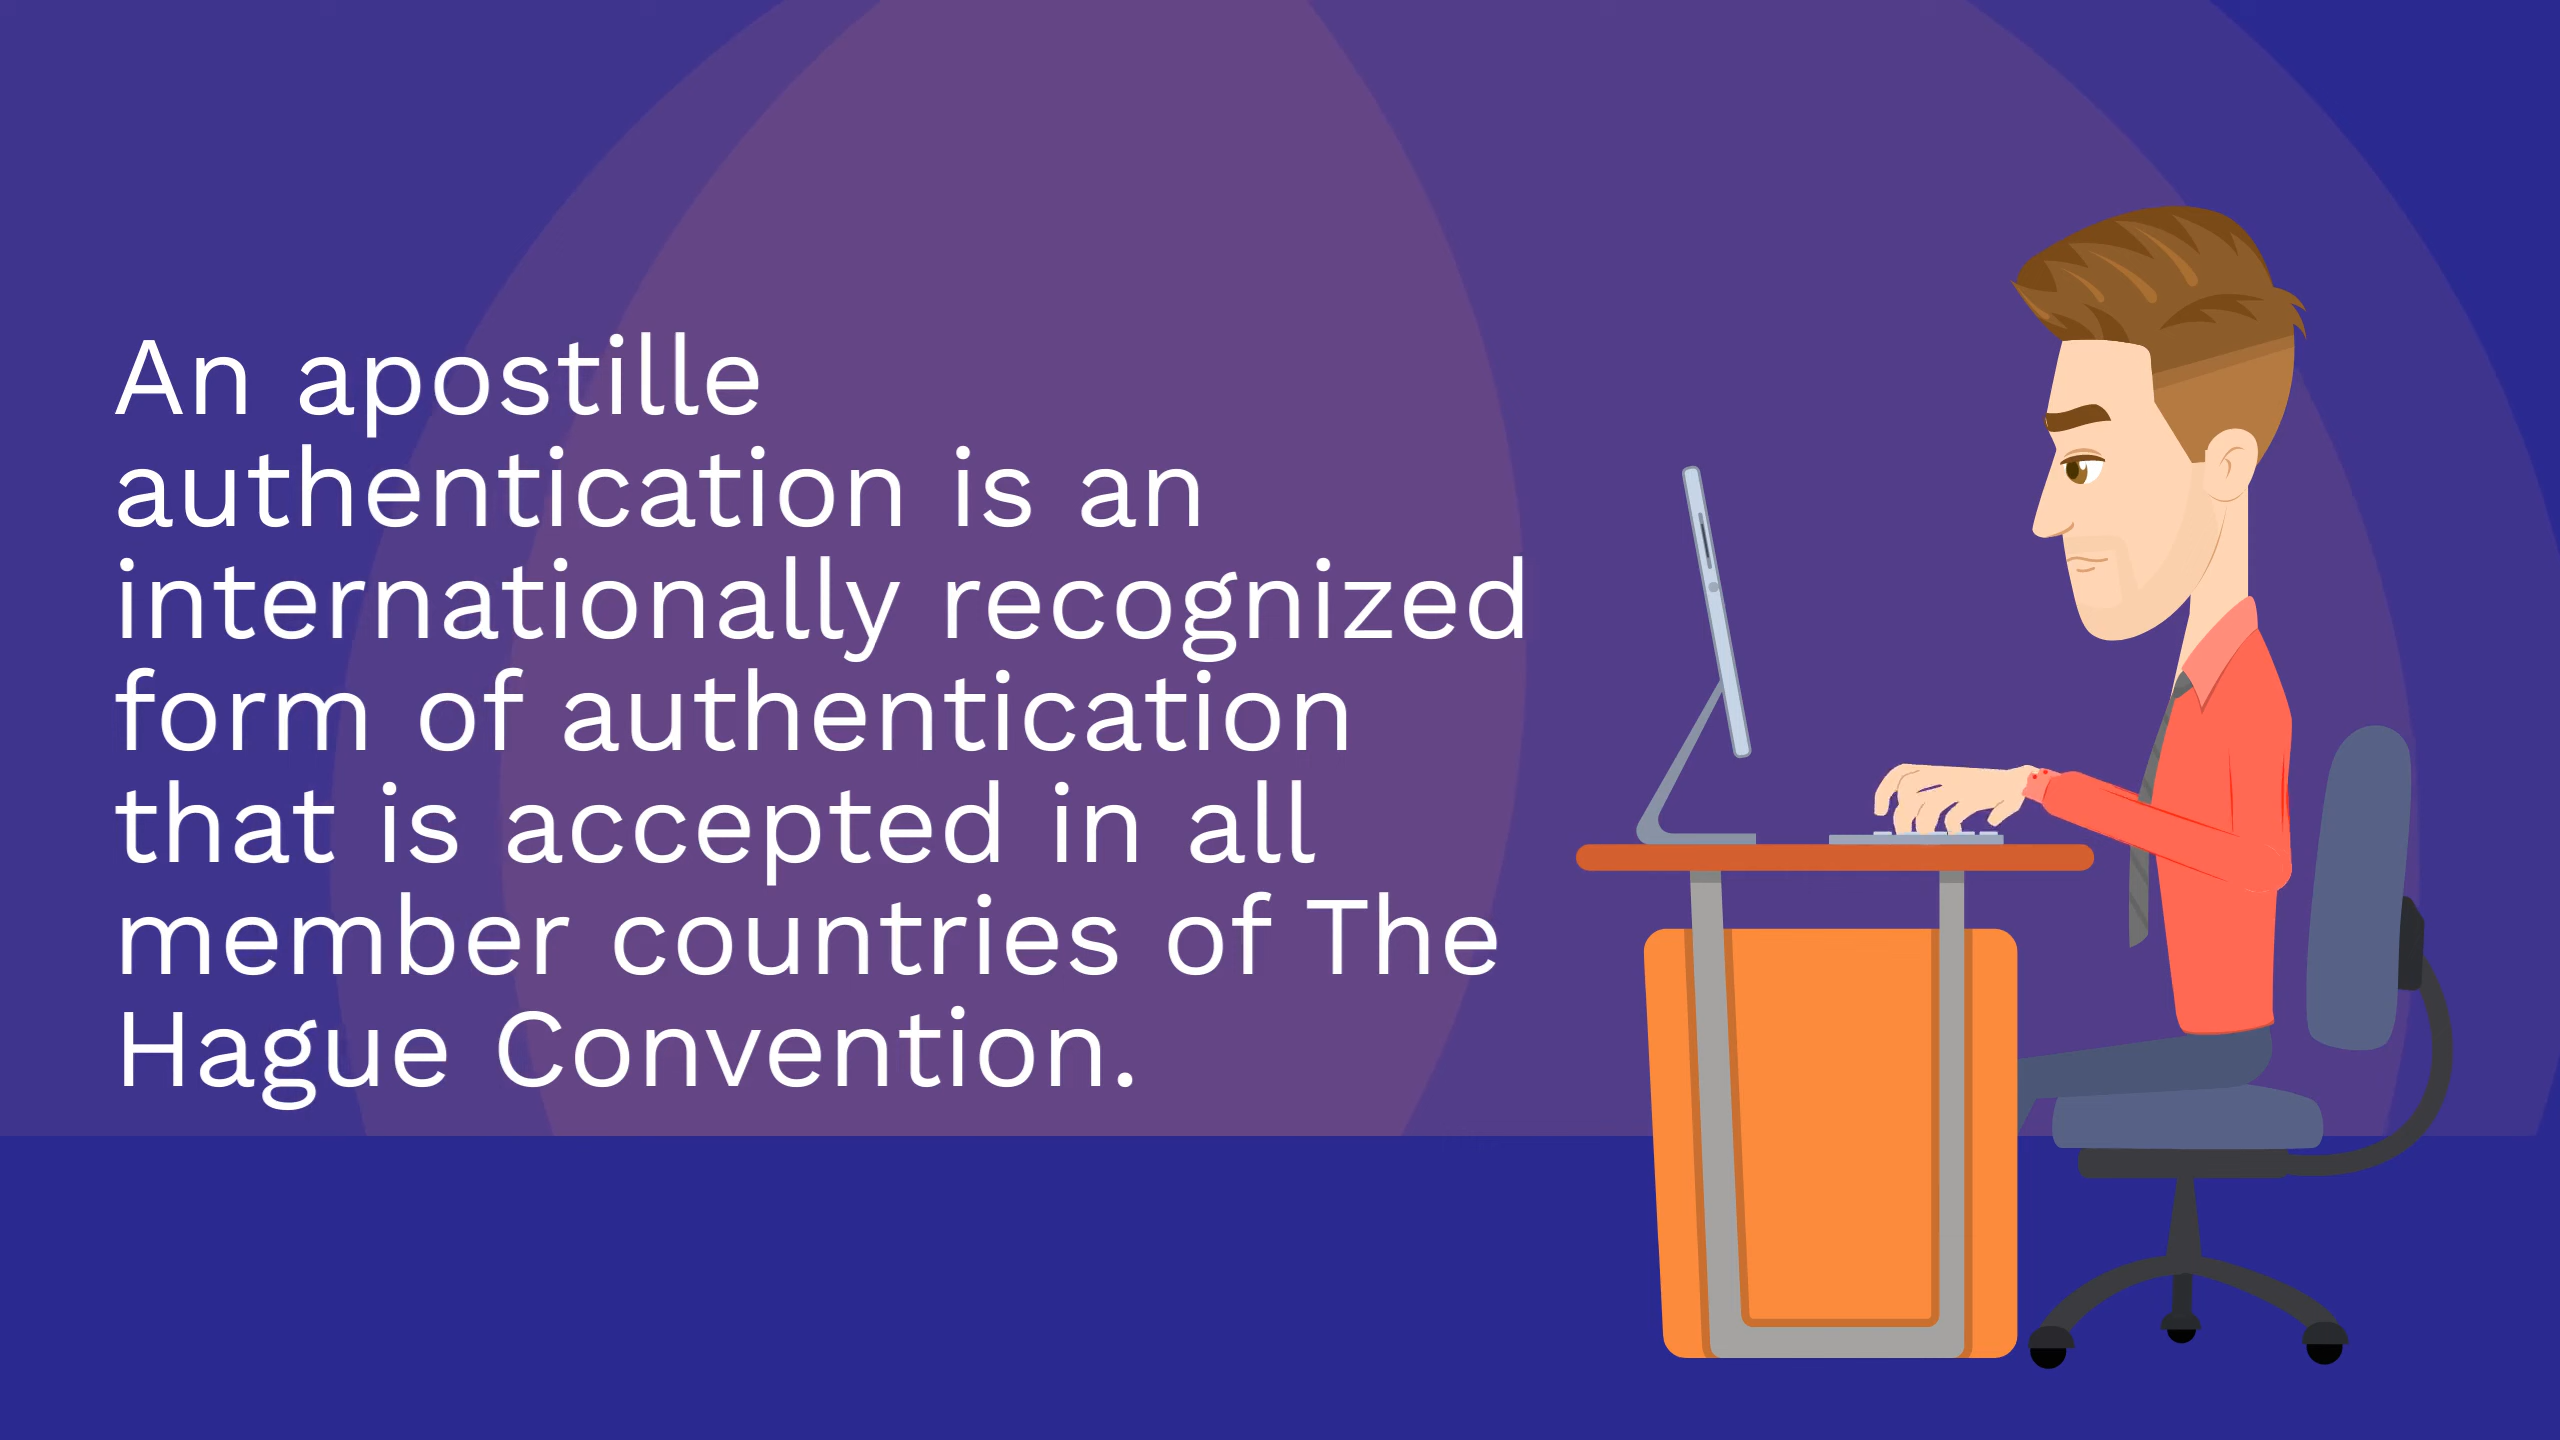 An apostille
authentication is an
internationally recognized
form of authentication
that is accepted in all
member countries of The
Hague Convention.